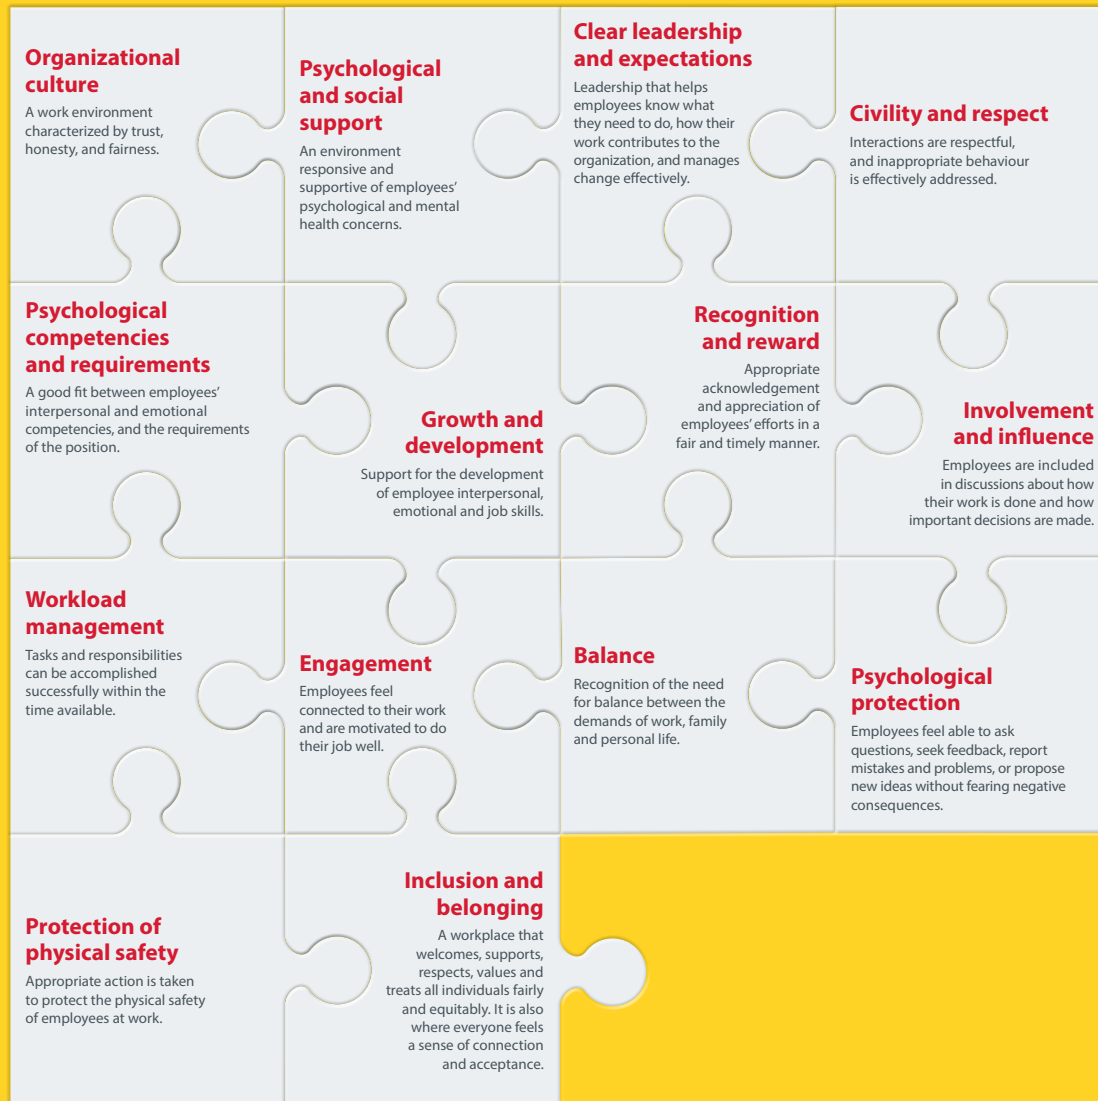 Organizational
culture
A work environment
characterized by trust,
honesty, and fairness.
Psychological
and social
support
An environment
responsive and
supportive of employees’
psychological and mental
health concerns.
Clear leadership
and expectations
Leadership that helps
employees know what
they need to do, how their
work contributes to the
organization, and manages
change effectively.
Civility and respect
Interactions are respectful,
and inappropriate behaviour
is effectively addressed.
Psychological
competencies
and requirements
A good fit between employees’
interpersonal and emotional
competencies, and the requirements
of the position.
Growth and
development
Support for the development
of employee interpersonal,
emotional and job skills.
Recognition
and reward
Appropriate
acknowledgement
and appreciation of
employees’ efforts in a
fair and timely manner.
Involvement
and influence
Employees are included
in discussions about how
their work is done and how
important decisions are made.
Workload
management
Tasks and responsibilities
can be accomplished
successfully within the
time available.
Engagement
Employees feel
connected to their work
and are motivated to do
their job well.
Balance
Recognition of the need
for balance between the
demands of work, family
and personal life.
Psychological
protection
Employees feel able to ask
questions, seek feedback, report
mistakes and problems, or propose
new ideas without fearing negative
consequences.
Protection of
physical safety
Appropriate action is taken
to protect the physical safety
of employees at work.
Inclusion and
belonging
A workplace that
welcomes, supports,
respects, values and
treats all individuals fairly
and equitably. It is also
where everyone feels
a sense of connection
and acceptance.